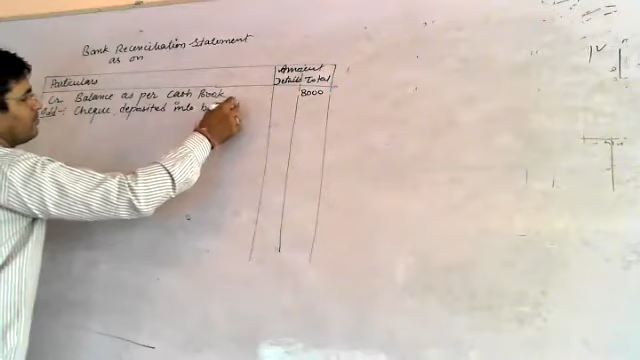 Bank Reconciliation Statement
as on
Particulars
Amount
Details Total
Cr Balance as per Cash Book 8000
Add-: Cheque deposited into b